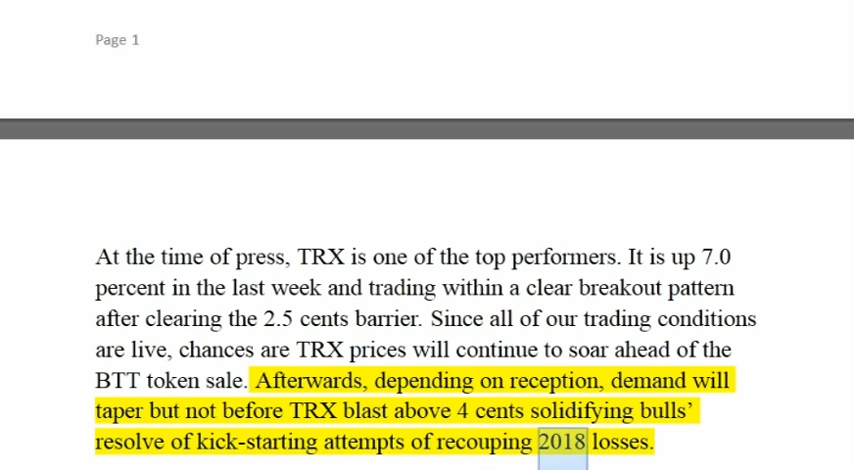 Page 1
At the time of press, TRX is one of the top performers. It is up 7.0
percent in the last week and trading within a clear breakout pattern
after clearing the 2.5 cents barrier. Since all of our trading conditions
are live, chances are TRX prices will continue to soar ahead of the
BTT token sale. Afterwards, depending on reception, demand will
taper but not before TRX blast above 4 cents solidifying bulls’
resolve of kick-starting attempts of recouping 2018 losses.